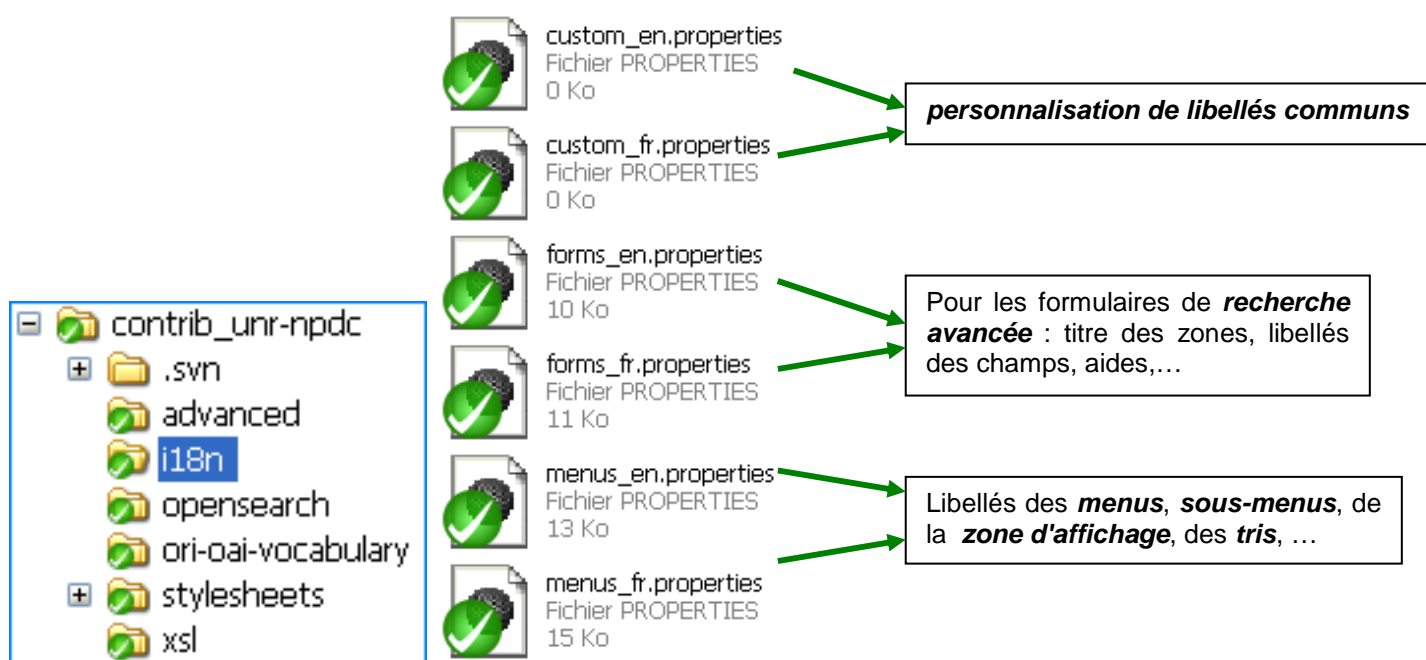 contrib_unr-npdc
.svn
advanced
i18n
opensearch
ori-oai-vocabulary
stylesheets
xsl
custom_en.properties
Fichier PROPERTIES
0 Ko
custom_fr.properties
Fichier PROPERTIES
0 Ko
personnalisation de libellés communs
forms_en.properties
Fichier PROPERTIES
10 Ko
forms_fr.properties
Fichier PROPERTIES
11 Ko
Pour les formulaires de recherche
avancée : titre des zones, libellés
des champs, aides,…
menus_en.properties
Fichier PROPERTIES
13 Ko
menus_fr.properties
Fichier PROPERTIES
15 Ko
Libellés des menus, sous-menus, de
la zone d'affichage, des tris, …